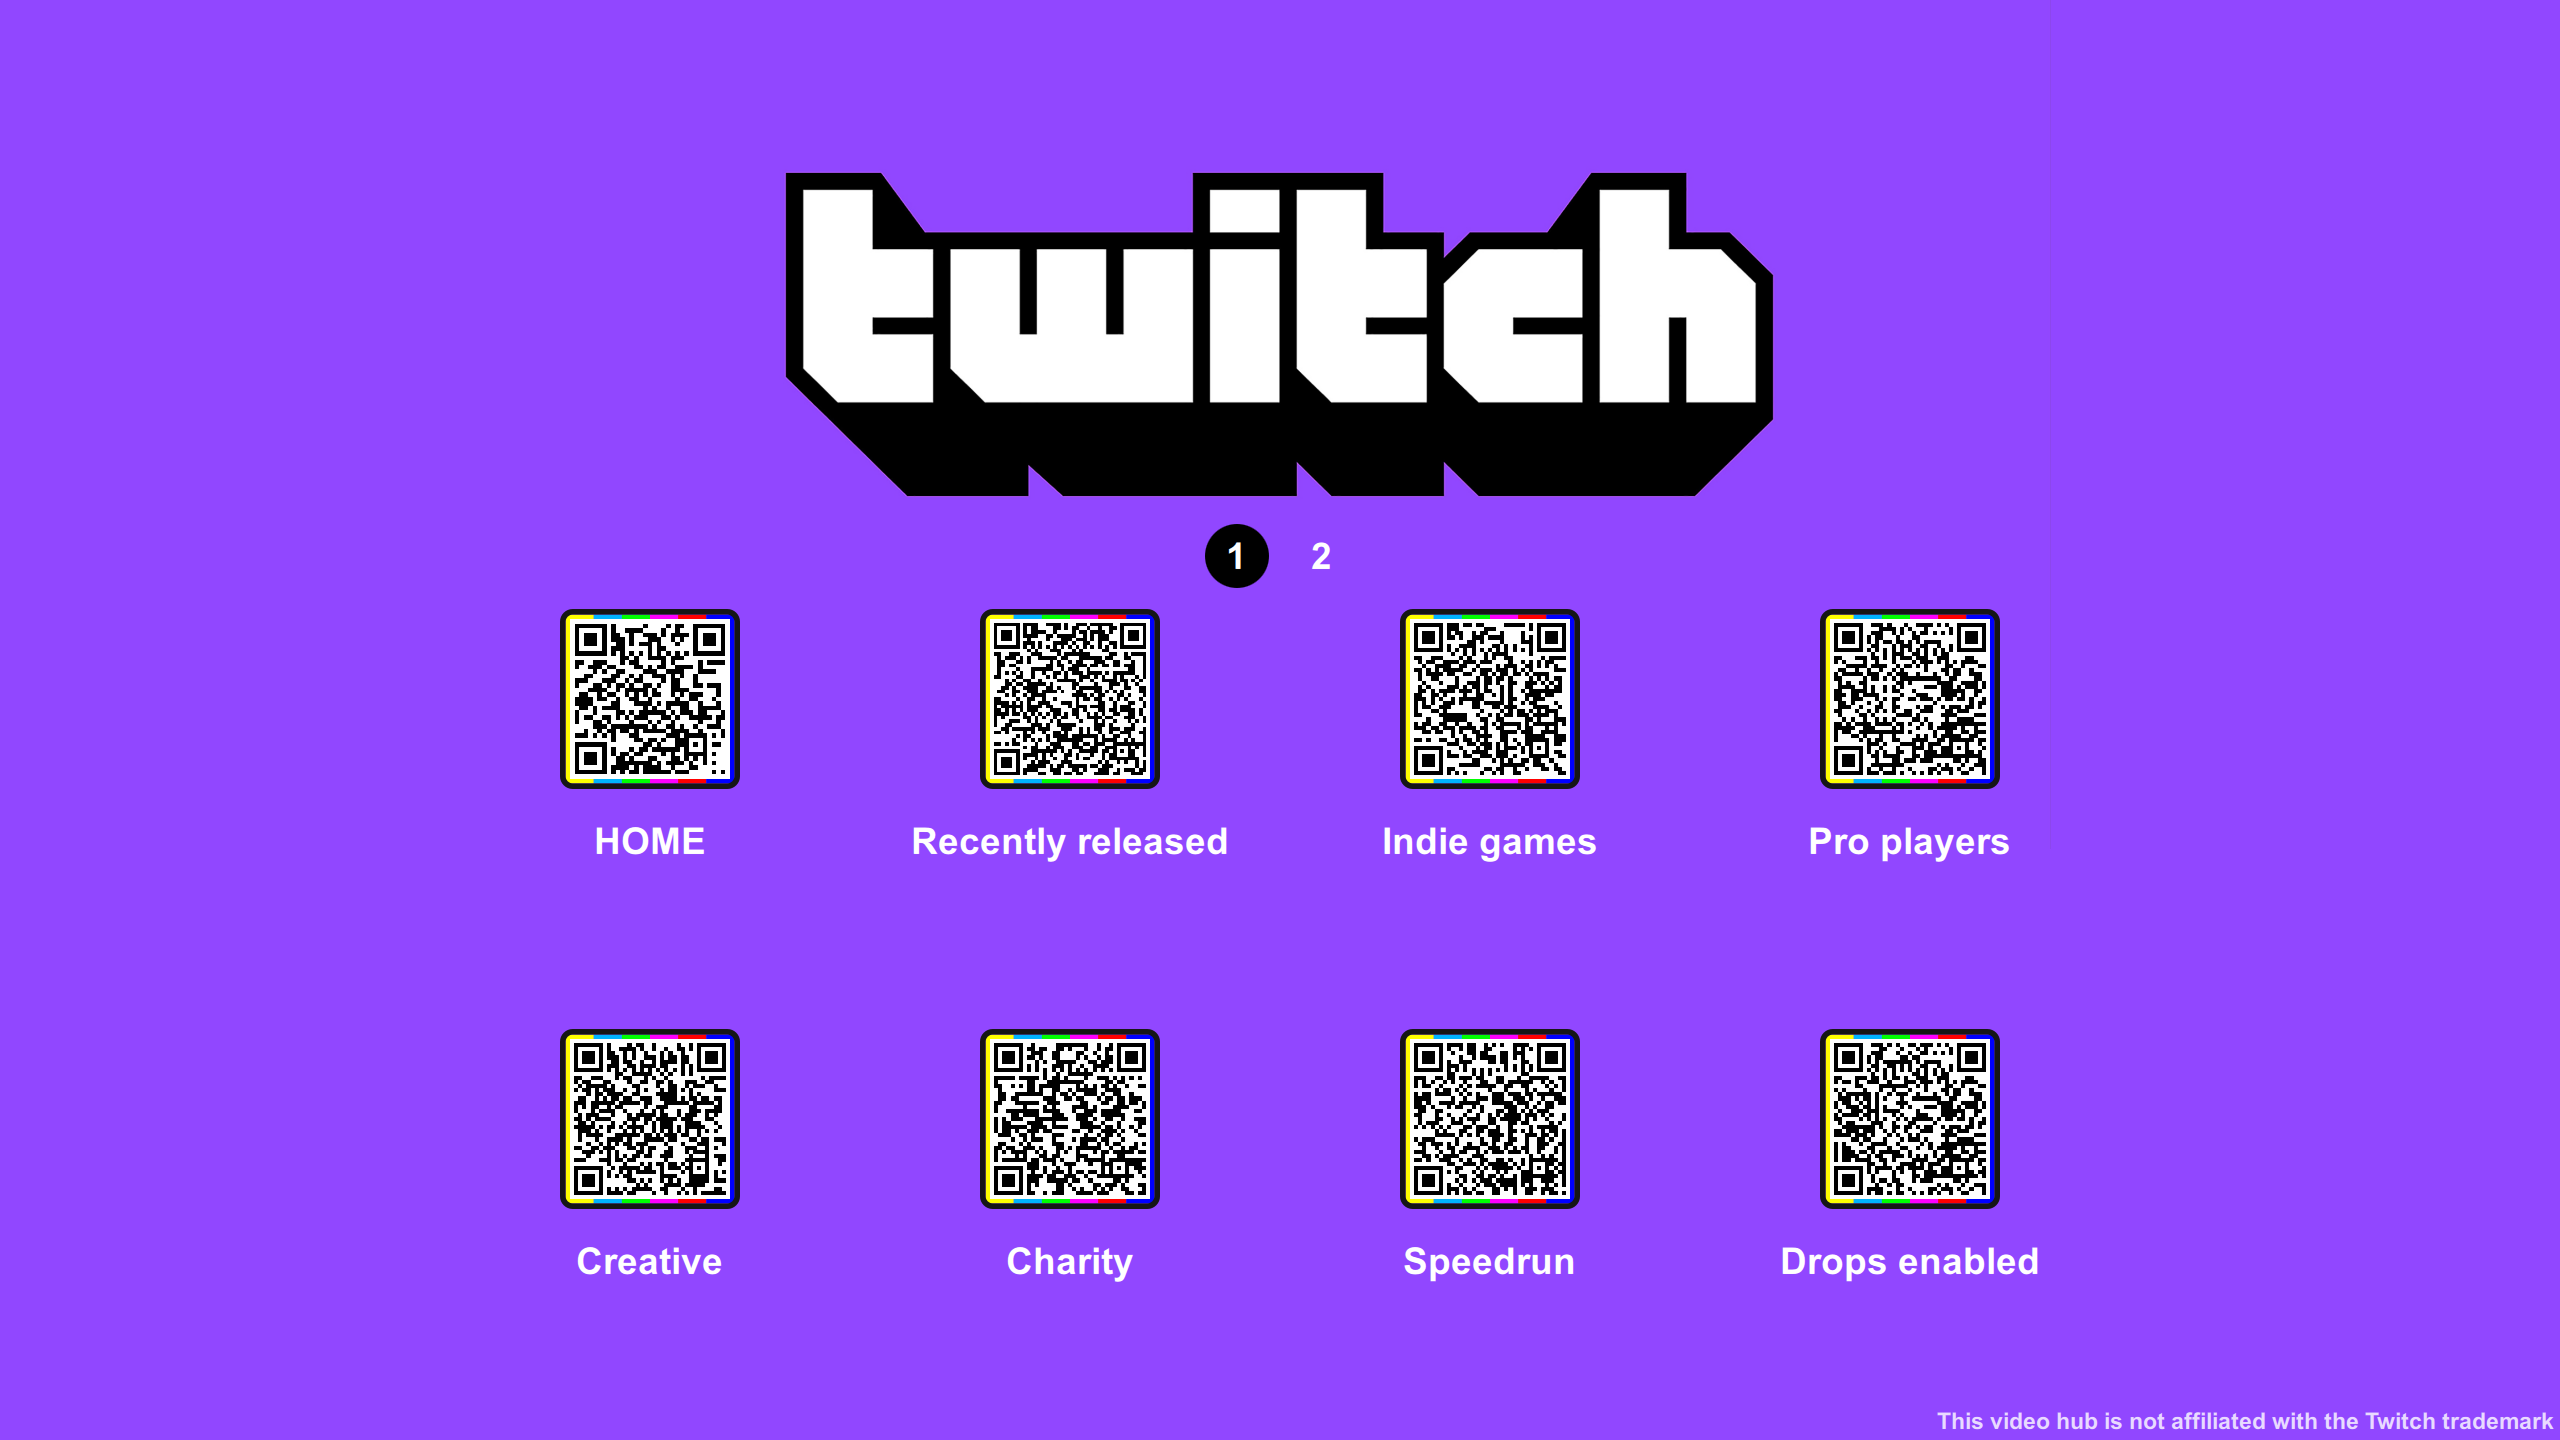 twitch
1 2
HOME
Recently released
Indie games
Pro players
Creative
Charity
Speedrun
Drops enabled
This video hub is not affiliated with the Twitch trademark